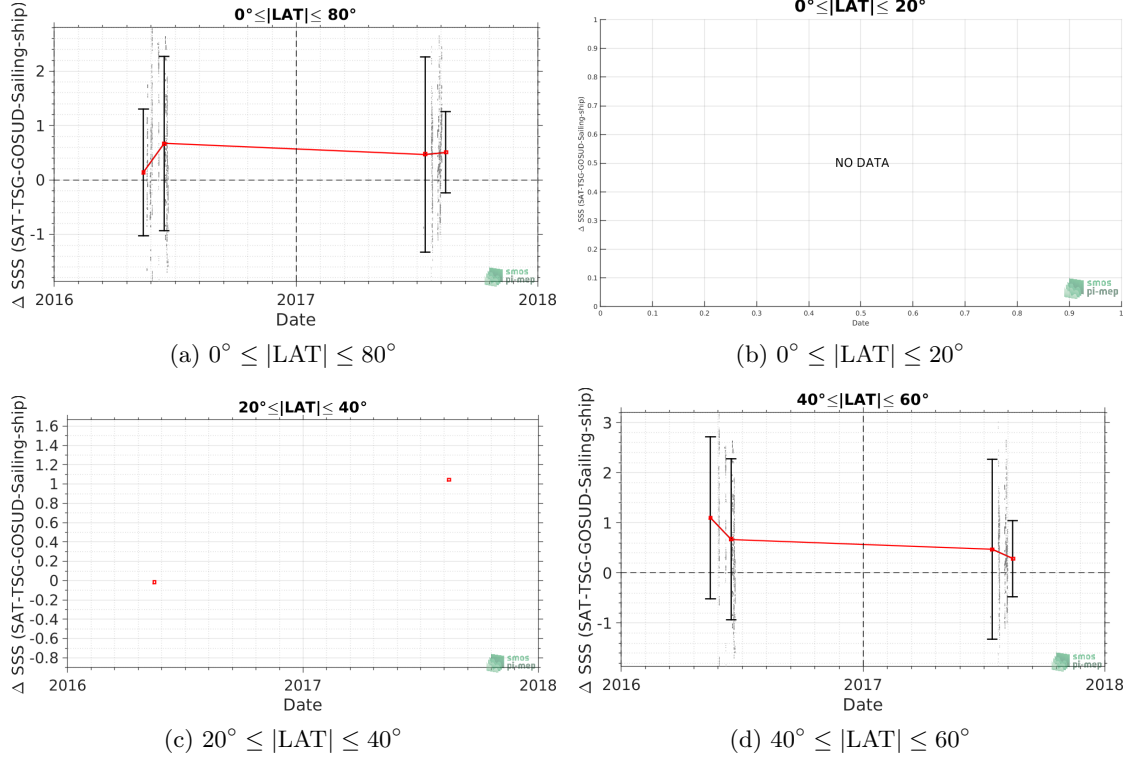 0°≤|LAT|≤ 80°
Δ SSS (SAT-TSG-GOSUD-Sailing-ship)
2
1
0
-1
smos
pi-mep
2016 2017 2018
Date
(a) 0° ≤ |LAT| ≤ 80°
0°≤|LAT|≤ 20°
Δ SSS (SAT-TSG-GOSUD-Sailing-ship)
1
0.9
0.8
0.7
0.6
0.5
0.4
0.3
0.2
0.1
0
NO DATA
smos
pi-mep
0 0.1 0.2 0.3 0.4 0.5 0.6 0.7 0.8 0.9 1
Date
(b) 0° ≤ |LAT| ≤ 20°
20°≤|LAT|≤ 40°
Δ SSS (SAT-TSG-GOSUD-Sailing-ship)
1.6
1.4
1.2
1
0.8
0.6
0.4
0.2
0
-0.2
-0.4
-0.6
-0.8
smos
pi-mep
2016 2017 2018
Date
(c) 20° ≤ |LAT| ≤ 40°
40°≤|LAT|≤ 60°
Δ SSS (SAT-TSG-GOSUD-Sailing-ship)
3
2
1
0
-1
smos
pi-mep
2016 2017 2018
Date
(d) 40° ≤ |LAT| ≤ 60°